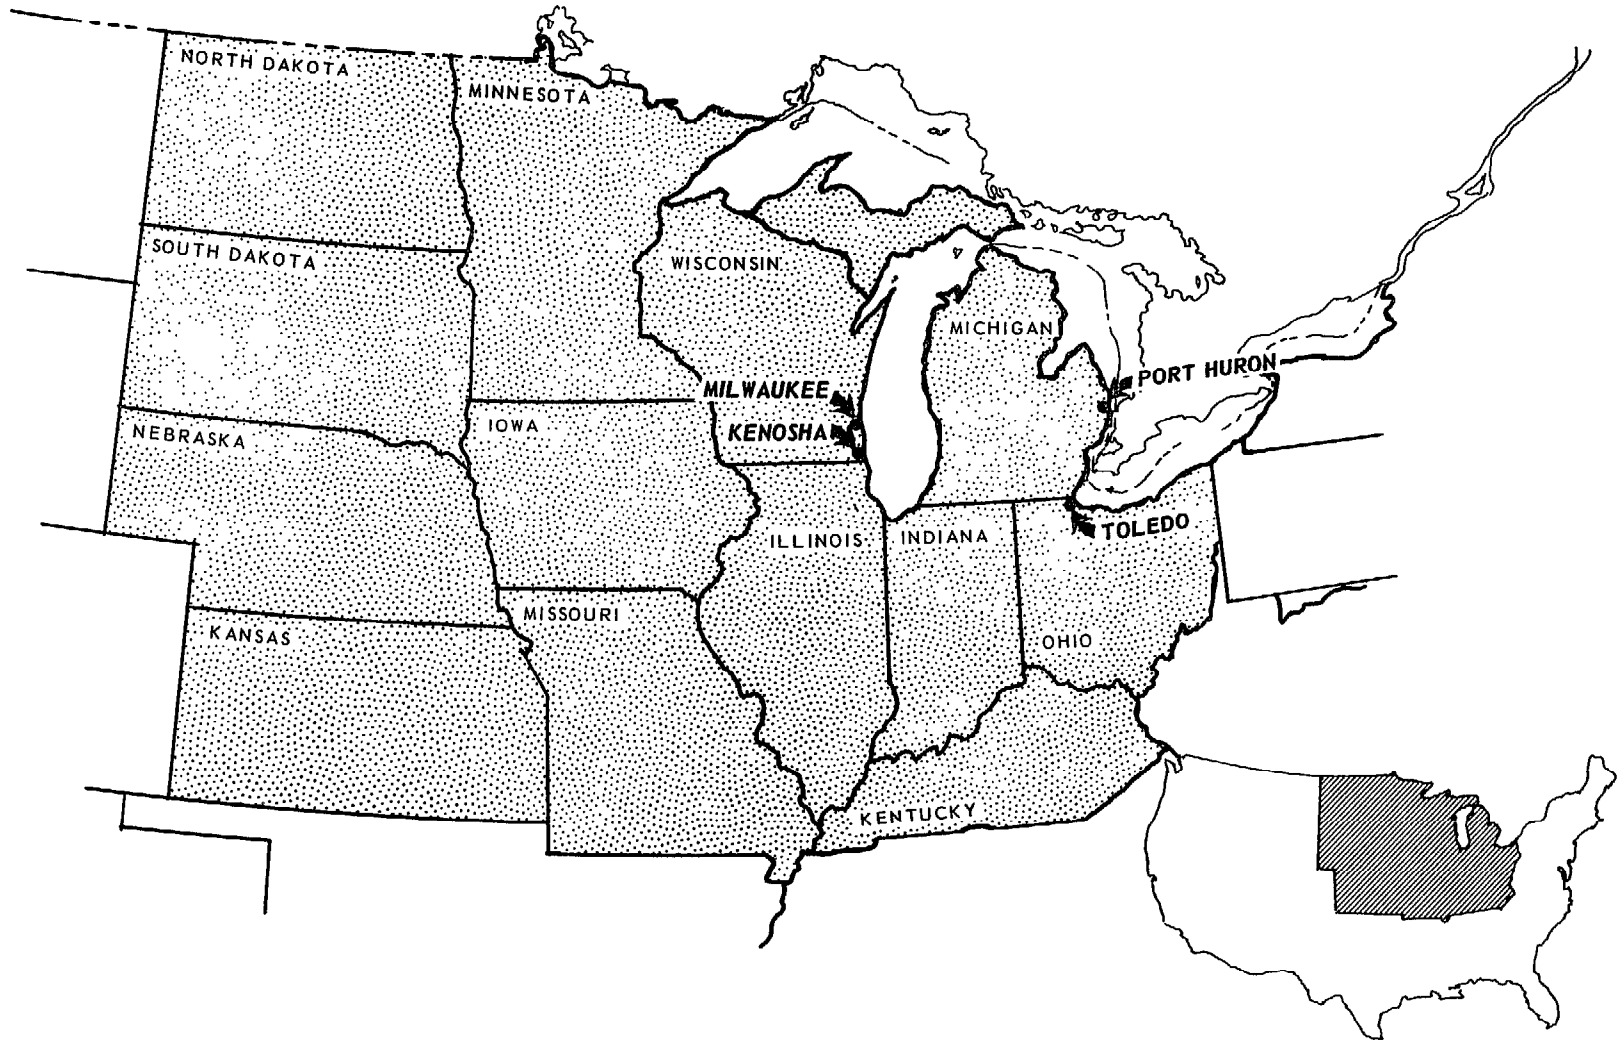 NORTH DAKOTA
MINNESOTA
SOUTH DAKOTA
WISCONSIN
MICHIGAN
PORT HURON
MILWAUKEE
KENOSHA
IOWA
NEBRASKA
ILLINOIS
INDIANA
TOLEDO
MISSOURI
KANSAS
OHIO
KENTUCKY